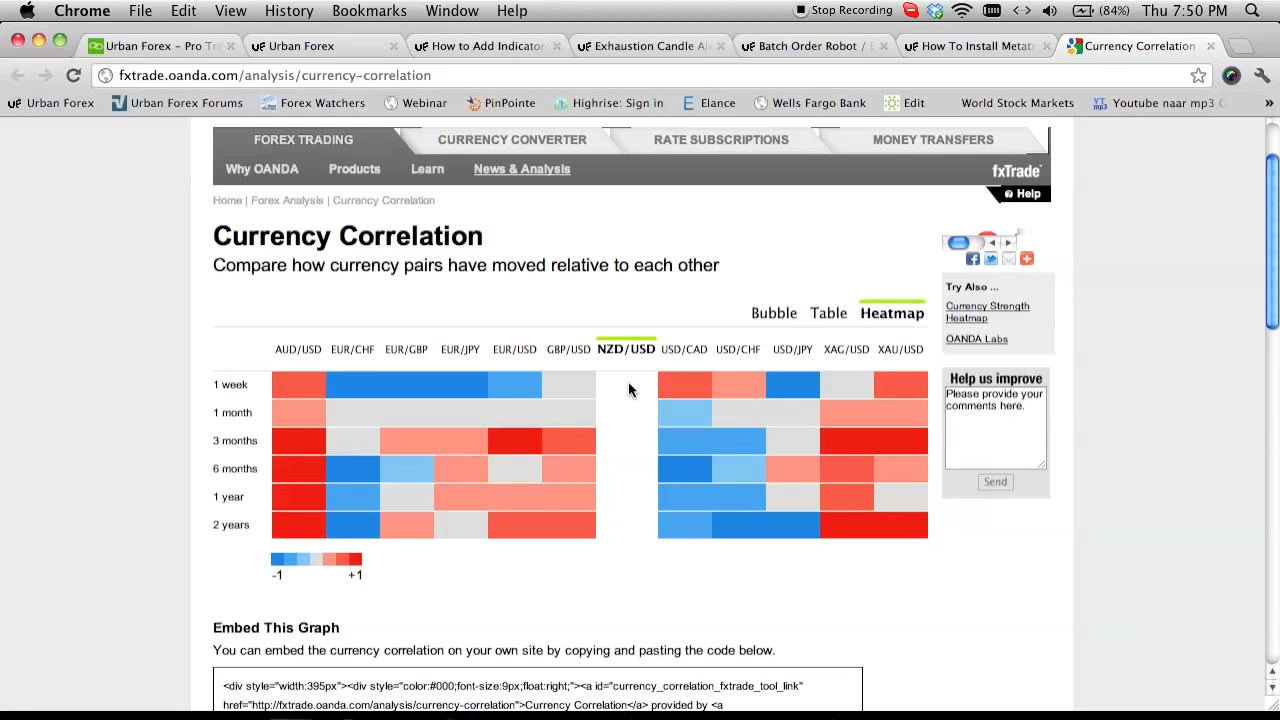 Chrome File Edit View History Bookmarks Window Help Stop Recording (84%) Thu 7:50 PM
Urban Forex – Pro Tr Urban Forex How to Add Indicator Exhaustion Candle Al Batch Order Robot / How To Install Metat Currency Correlation
fxtrade.oanda.com/analysis/currency-correlation
Urban Forex Urban Forex Forums Forex Watchers Webinar PinPointe Highrise: Sign in Elance Wells Fargo Bank Edit World Stock Markets Youtube naar mp3 »
FOREX TRADING CURRENCY CONVERTER RATE SUBSCRIPTIONS MONEY TRANSFERS
Why OANDA Products Learn News & Analysis fxTrade
Help
Home | Forex Analysis | Currency Correlation
Currency Correlation
Compare how currency pairs have moved relative to each other
Try Also ...
Currency Strength
Heatmap
OANDA Labs
Bubble Table Heatmap
AUD/USD EUR/CHF EUR/GBP EUR/JPY EUR/USD GBP/USD NZD/USD USD/CAD USD/CHF USD/JPY XAG/USD XAU/USD
1 week
1 month
3 months
6 months
1 year
2 years
-1 +1
Help us improve
Please provide your
comments here.
Send
Embed This Graph
You can embed the currency correlation on your own site by copying and pasting the code below.
<div style="width:395px"><div style="color:#000;font-size:9px;float:right;"><a id="currency_correlation_fxtrade_tool_link"
href="http://fxtrade.oanda.com/analysis/currency-correlation">Currency Correlation</a> provided by <a